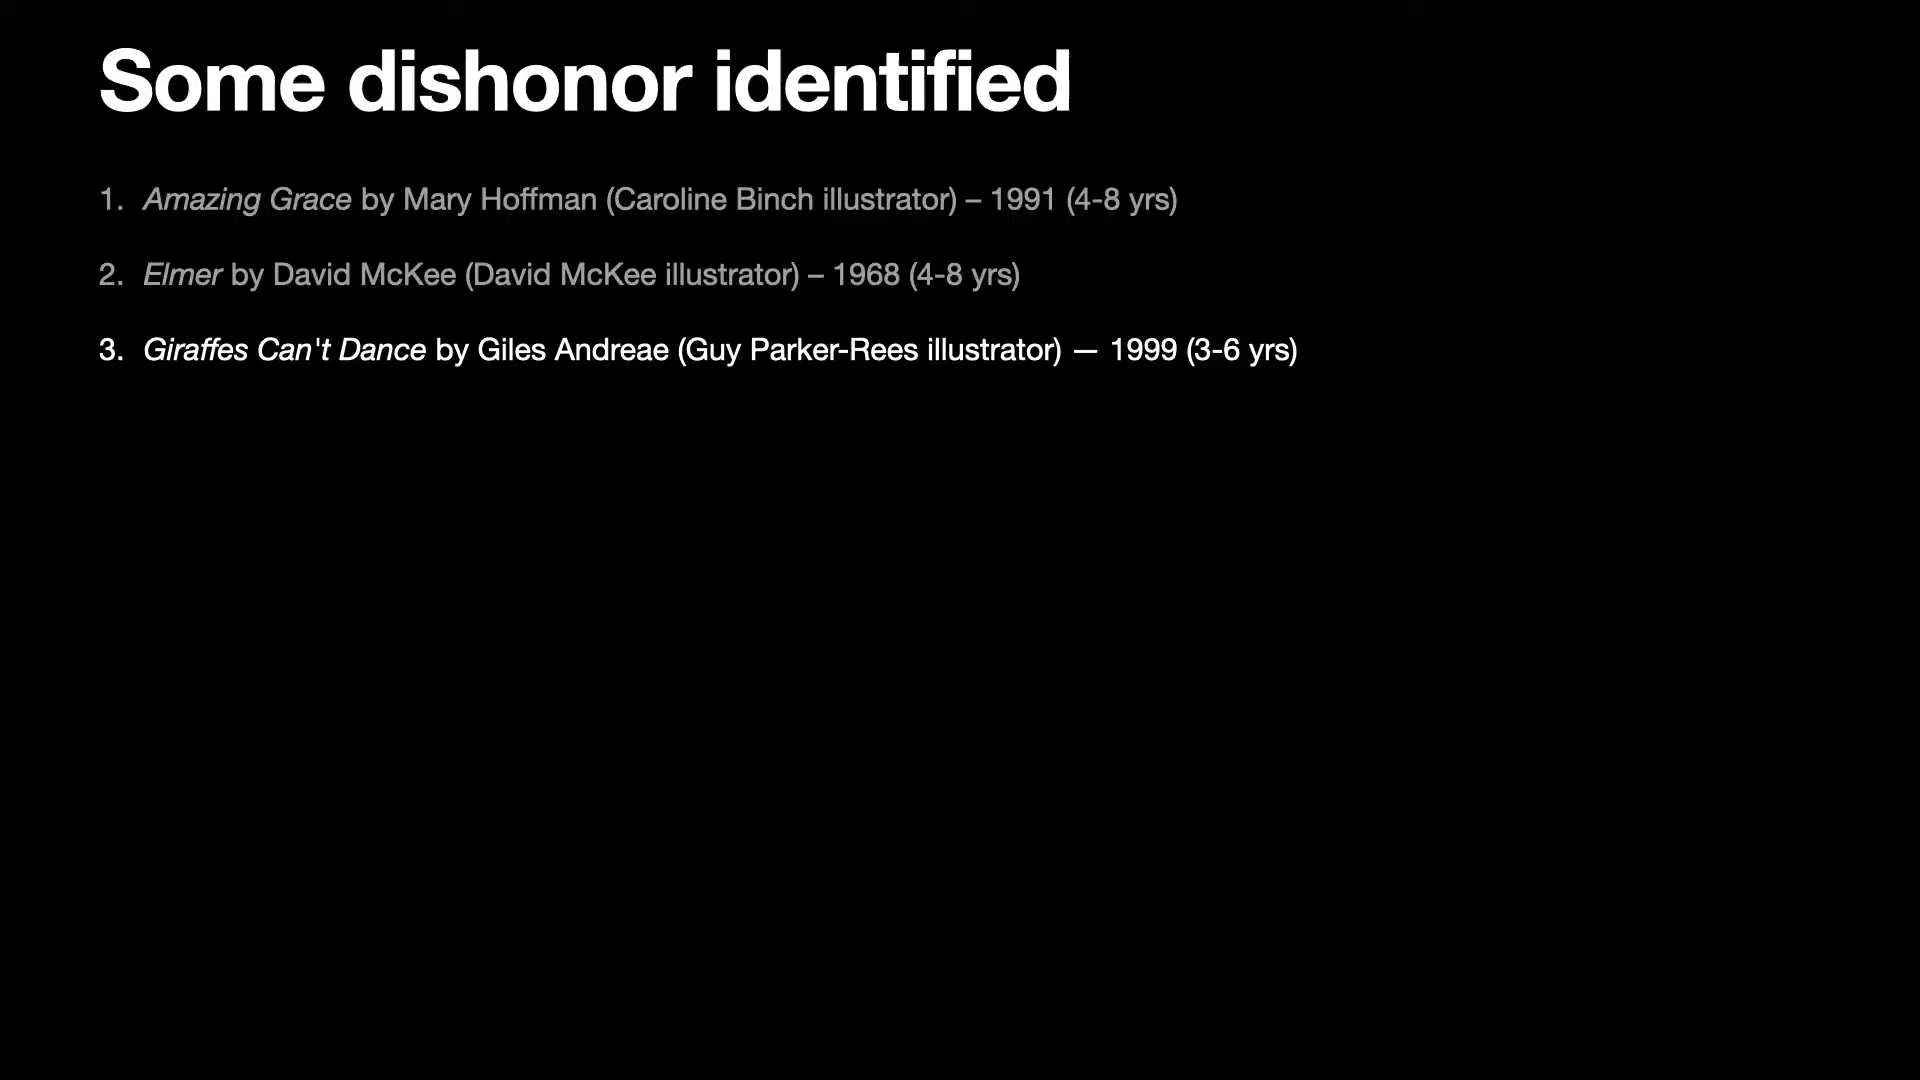 Some dishonor identified
1. Amazing Grace by Mary Hoffman (Caroline Binch illustrator) – 1991 (4-8 yrs)
2. Elmer by David McKee (David McKee illustrator) – 1968 (4-8 yrs)
3. Giraffes Can't Dance by Giles Andreae (Guy Parker-Rees illustrator) — 1999 (3-6 yrs)